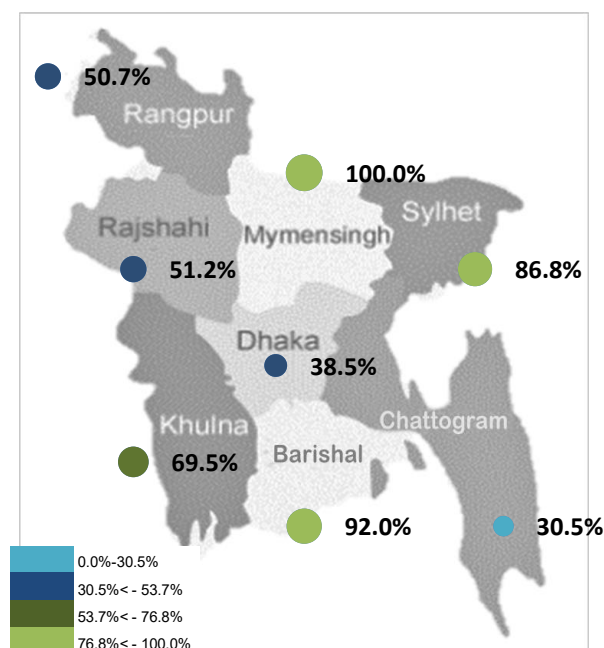 50.7%
Rangpur
100.0%
Sylhet
Rajshahi
Mymensingh
51.2%
86.8%
Dhaka
38.5%
Chattogram
Khulna
Barishal
69.5%
92.0%
30.5%
0.0%-30.5%
30.5%< - 53.7%
53.7%< - 76.8%
76.8%< - 100.0%